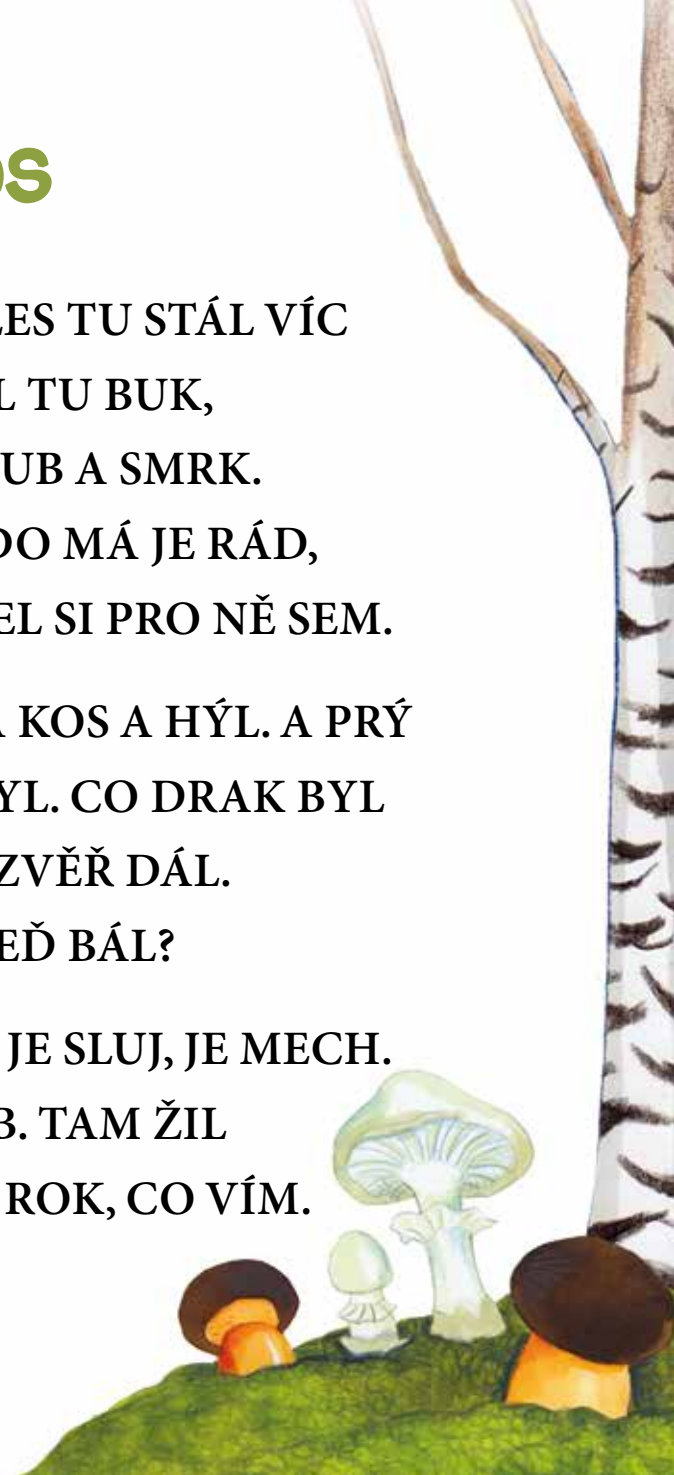 os
LES TU STÁL VÍC
L TU BUK,
UB A SMRK.
DO MÁ JE RÁD,
EL SI PRO NĚ SEM.
A KOS A HÝL. A PRÝ
YL. CO DRAK BYL
ZVĚŘ DÁL.
EĎ BÁL?
JE SLUJ, JE MECH.
B. TAM ŽIL
ROK, CO VÍM.